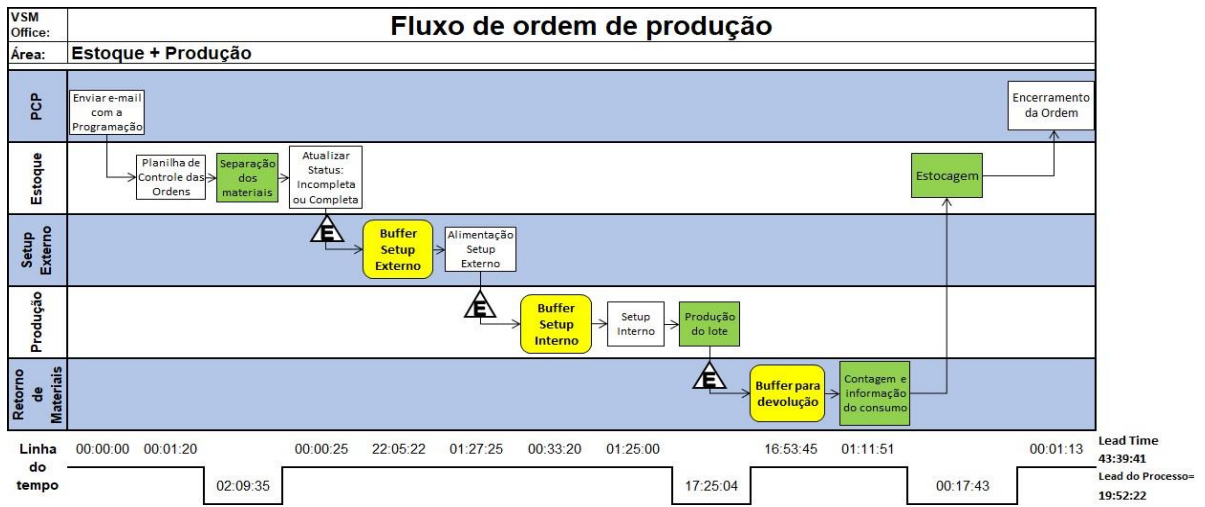 VSM
Office:
Fluxo de ordem de produção
Área:
Estoque + Produção
PCP
Enviar e-mail
com a
Programação
Encerramento
da Ordem
Estoque
Planilha de
Controle das
Ordens
Separação
dos
materiais
Atualizar
Status:
Incompleta
ou Completa
Estocagem
Setup
Externo
E
Buffer
Setup
Externo
Alimentação
Setup
Externo
Produção
E
Buffer
Setup
Interno
Setup
Interno
Produção
do lote
Retorno
de
Materiais
E
Buffer para
devolução
Contagem e
informação
do consumo
Linha
do
tempo
00:00:00 00:01:20 00:00:25 22:05:22 01:27:25 00:33:20 01:25:00 16:53:45 01:11:51 00:01:13
02:09:35 17:25:04 00:17:43
Lead Time
43:39:41
Lead do Processo=
19:52:22